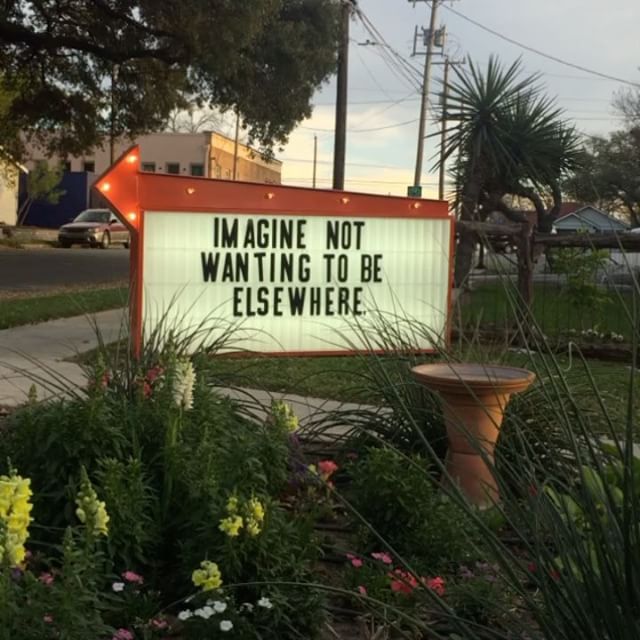 IMAGINE NOT
WANTING TO BE
ELSEWHERE.